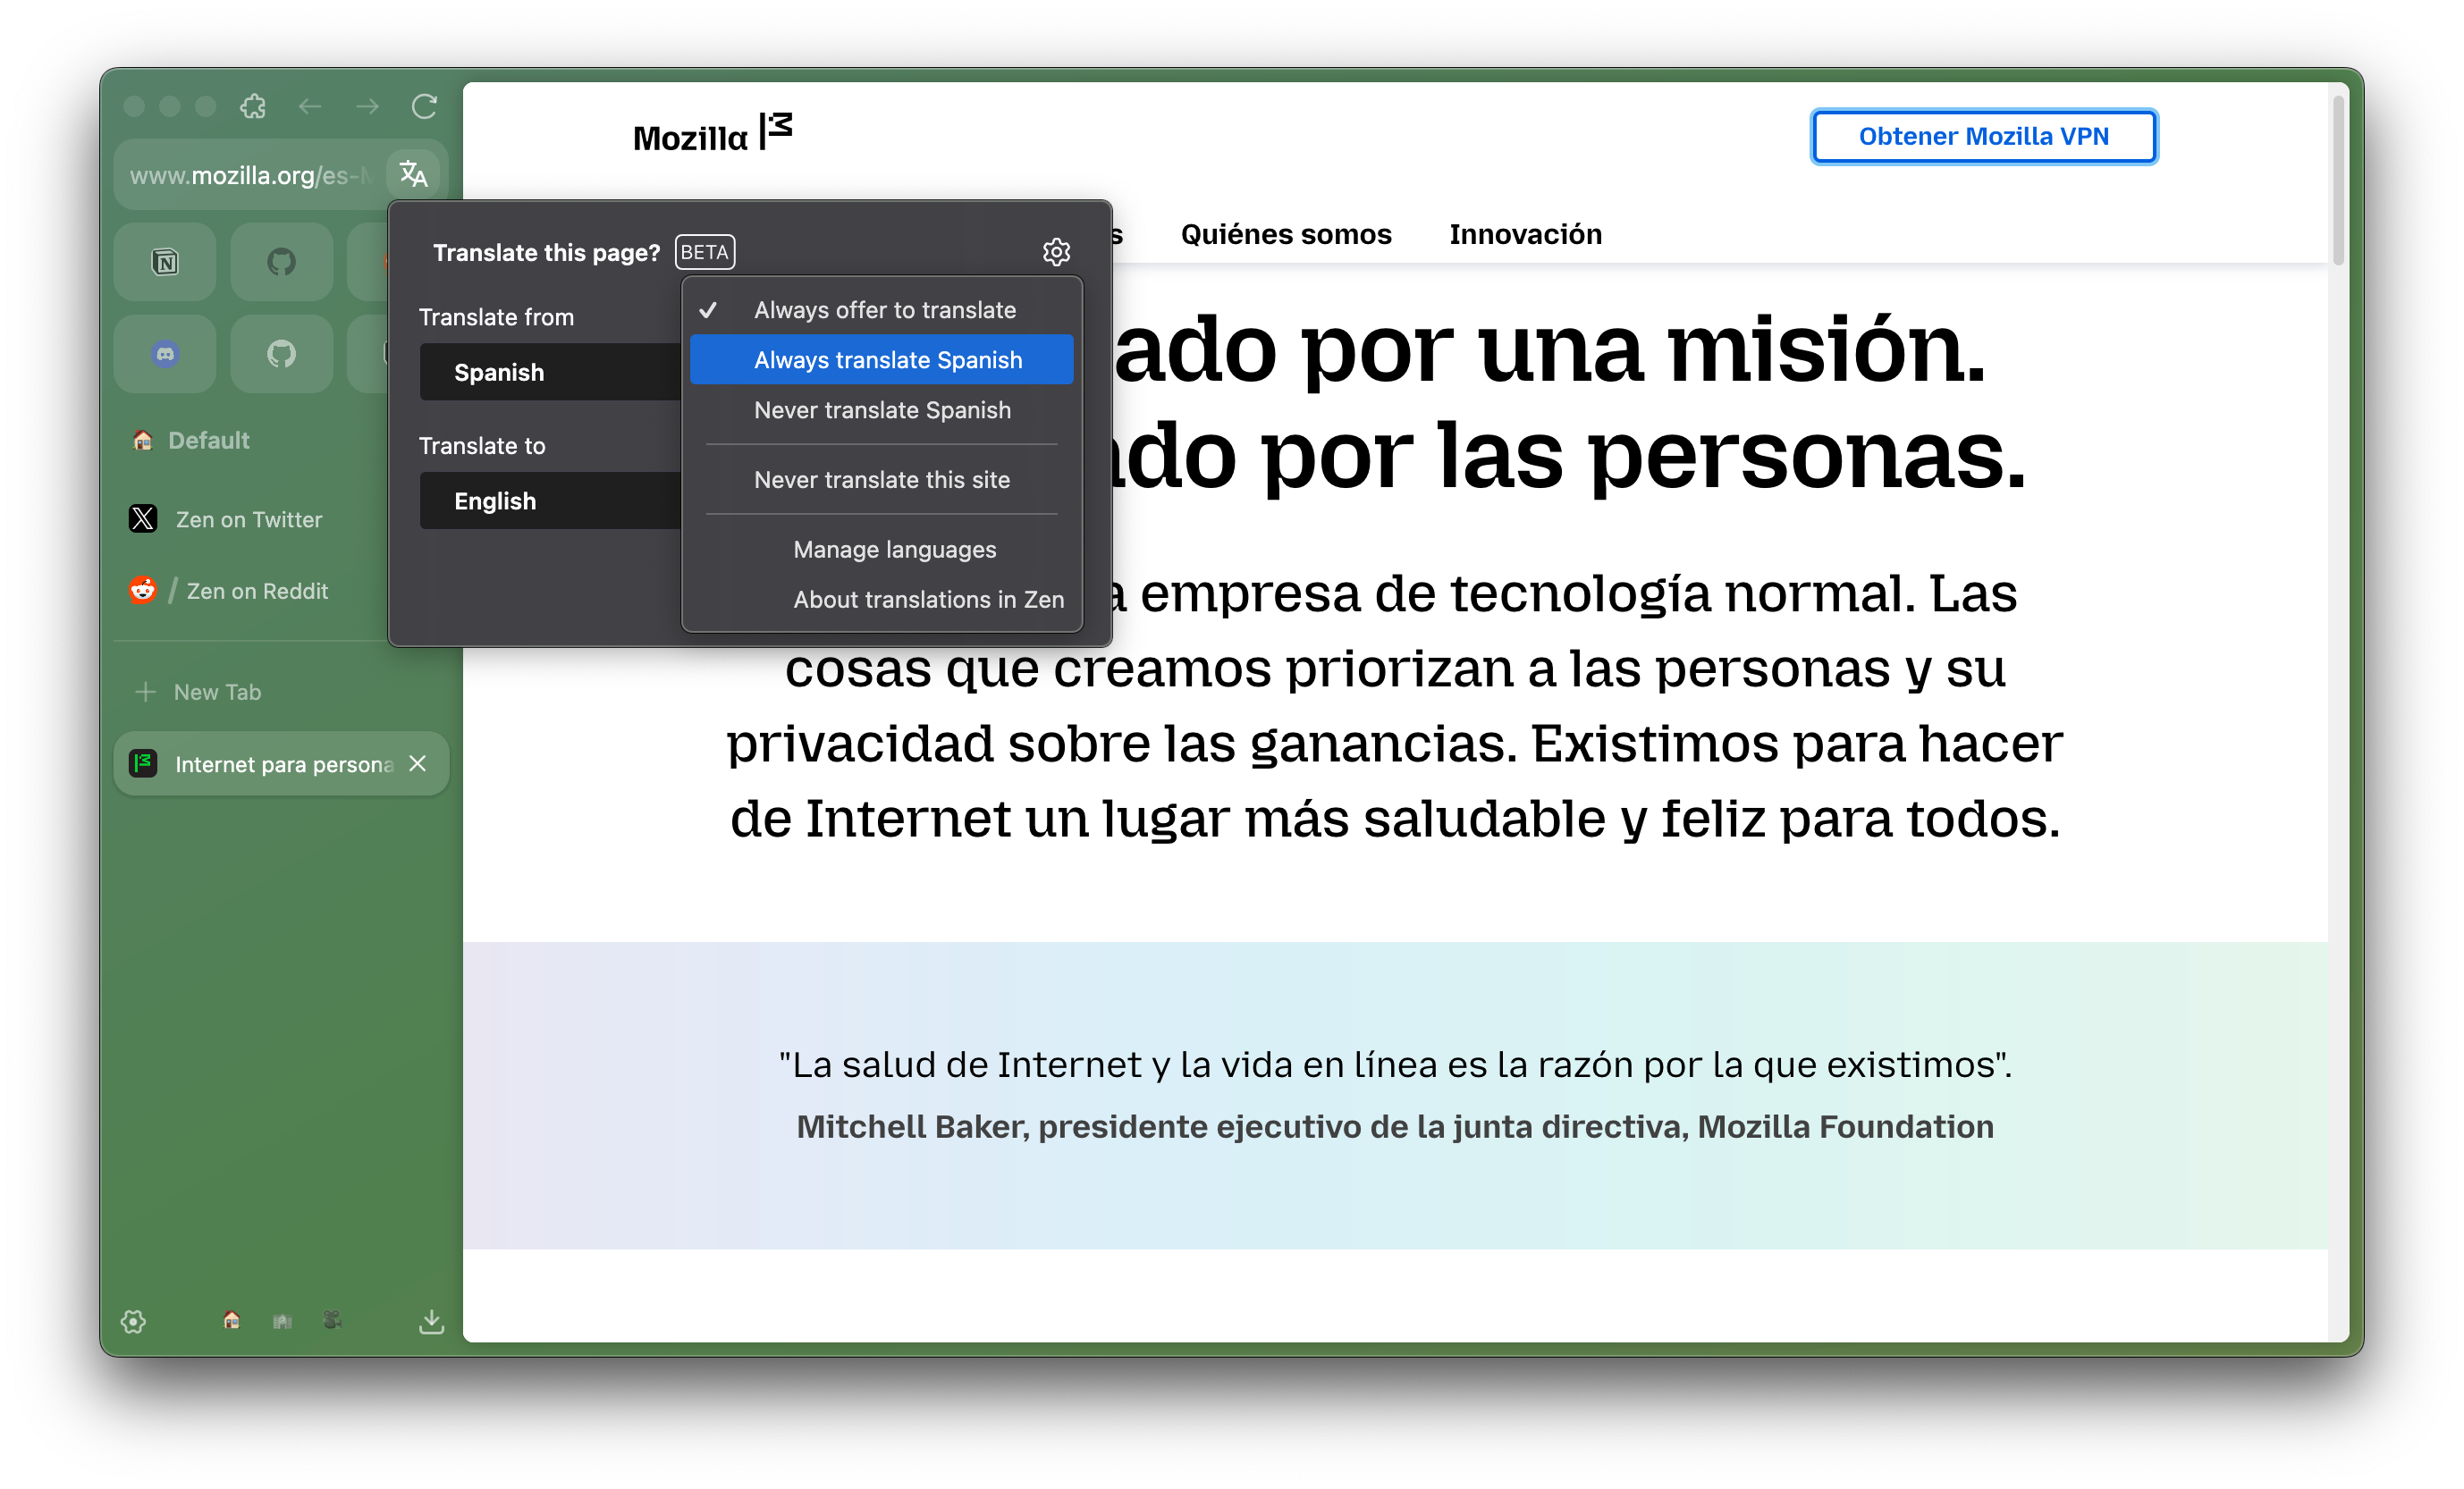 www.mozilla.org/es-M
Default
Zen on Twitter
/ Zen on Reddit
New Tab
Internet para persona
Translate this page? BETA
Translate from
Spanish
Translate to
English
Always offer to translate
Always translate Spanish
Never translate Spanish
Never translate this site
Manage languages
About translations in Zen
Mozilla
Obtener Mozilla VPN
s Quiénes somos Innovación
ado por una misión.
do por las personas.
a empresa de tecnología normal. Las
cosas que creamos priorizan a las personas y su
privacidad sobre las ganancias. Existimos para hacer
de Internet un lugar más saludable y feliz para todos.
"La salud de Internet y la vida en línea es la razón por la que existimos".
Mitchell Baker, presidente ejecutivo de la junta directiva, Mozilla Foundation